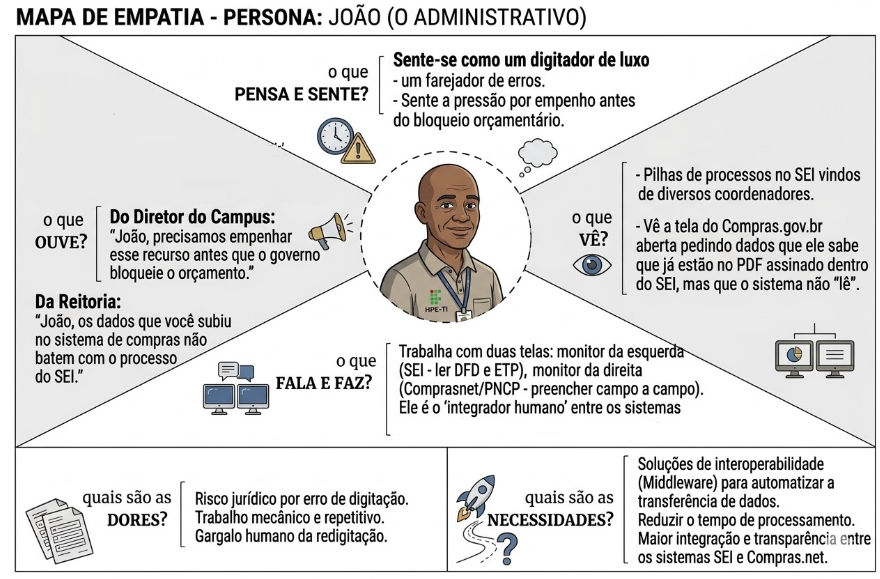 MAPA DE EMPATIA - PERSONA: JOÃO (O ADMINISTRATIVO)
o que
PENSA E SENTE?
Sente-se como um digitador de luxo
- um farejador de erros.
- Sente a pressão por empenho antes
do bloqueio orçamentário.
o que
OUVE?
Do Diretor do Campus:
“João, precisamos empenhar
esse recurso antes que o governo
bloqueie o orçamento.”
Da Reitoria:
“João, os dados que você subiu
no sistema de compras não
batem com o processo
do SEI.”
HPE-TI
o que
VÊ?
- Pilhas de processos no SEI vindos
de diversos coordenadores.
- Vê a tela do Compras.gov.br
aberta pedindo dados que ele sabe
que já estão no PDF assinado dentro
do SEI, mas que o sistema não “lê”.
o que
FALA E FAZ?
Trabalha com duas telas: monitor da esquerda
(SEI - ler DFD e ETP), monitor da direita
(Comprasnet/PNCP - preencher campo a campo).
Ele é o ‘integrador humano’ entre os sistemas
quais são as
DORES?
Risco jurídico por erro de digitação.
Trabalho mecânico e repetitivo.
Gargalo humano da redigitação.
quais são as
NECESSIDADES?
Soluções de interoperabilidade
(Middleware) para automatizar a
transferência de dados.
Reduzir o tempo de processamento.
Maior integração e transparência entre
os sistemas SEI e Compras.net.